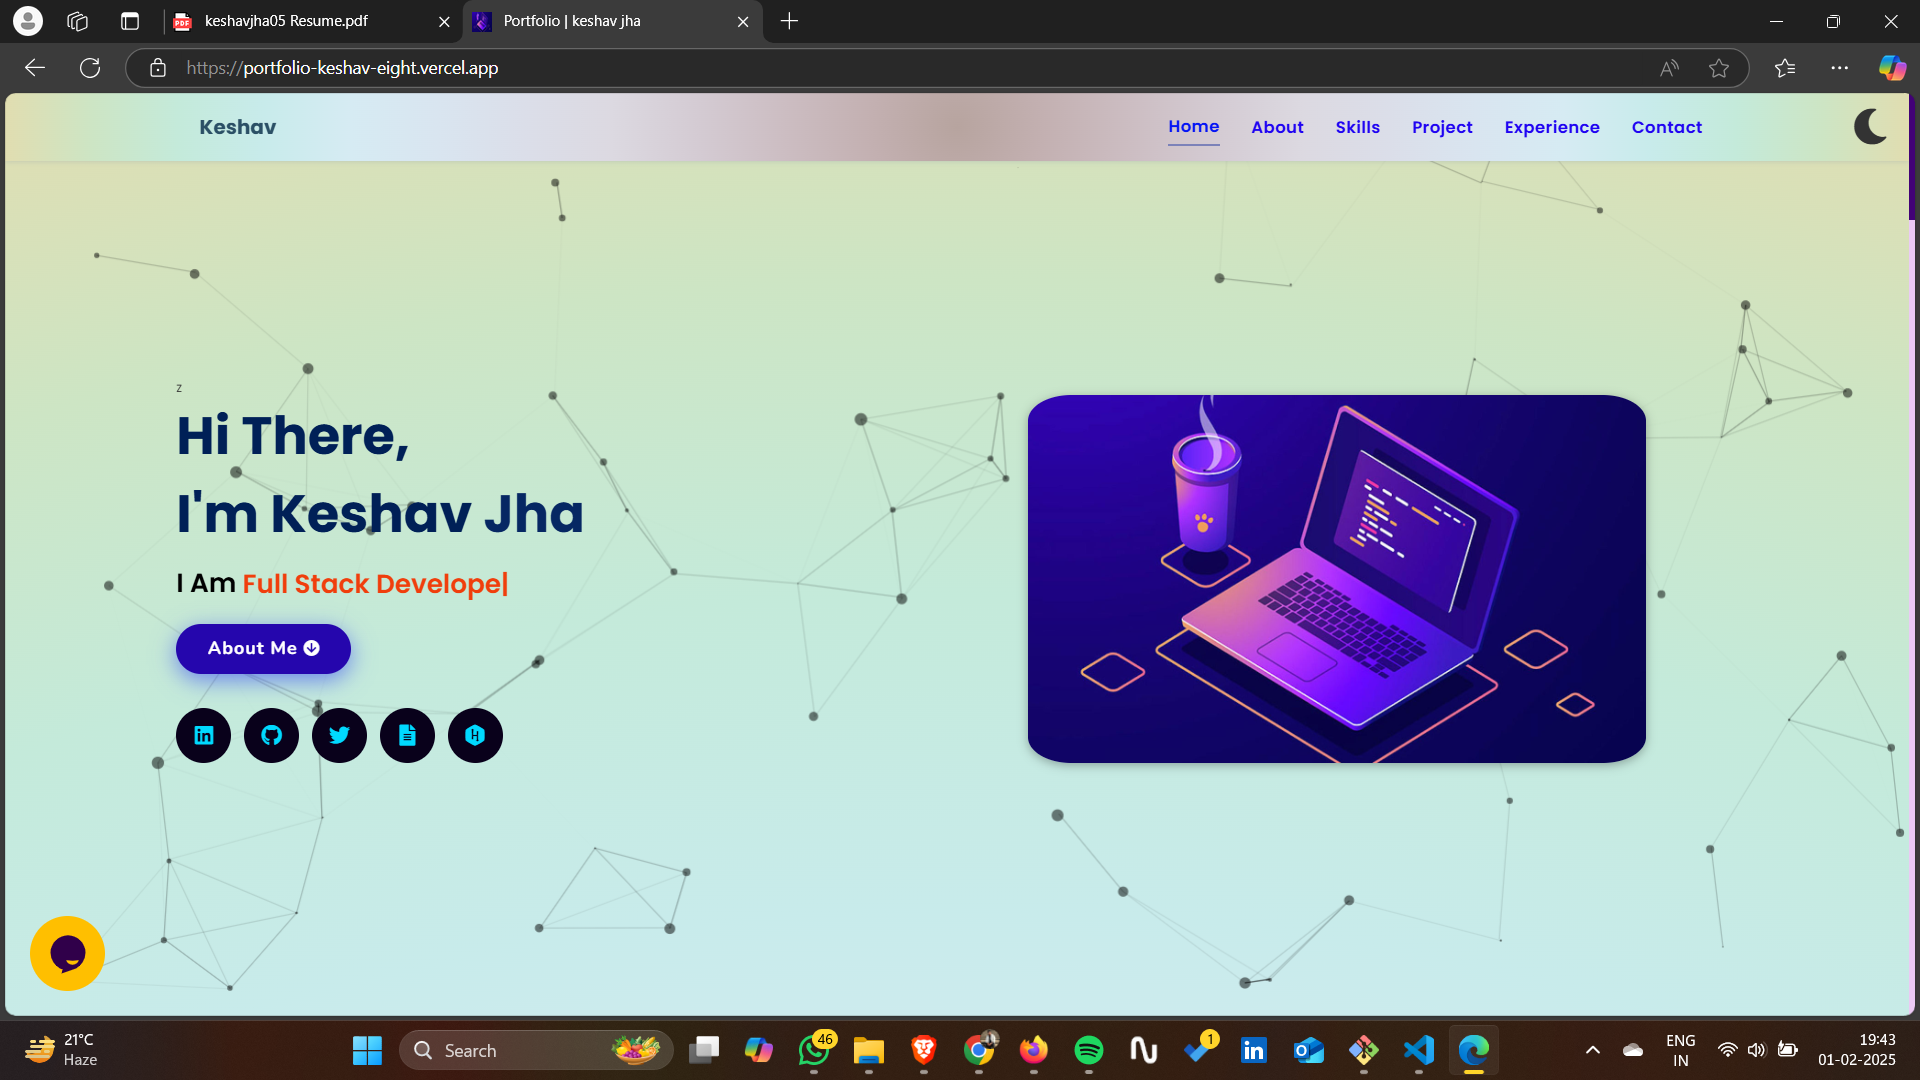 keshavjha05 Resume.pdf
Portfolio | keshav jha
https://portfolio-keshav-eight.vercel.app
Keshav
Home
About
Skills
Project
Experience
Contact
z
Hi There,
I'm Keshav Jha
I Am Full Stack Develope|
About Me
21°C
Haze
Search
46
1
ENG
IN
19:43
01-02-2025